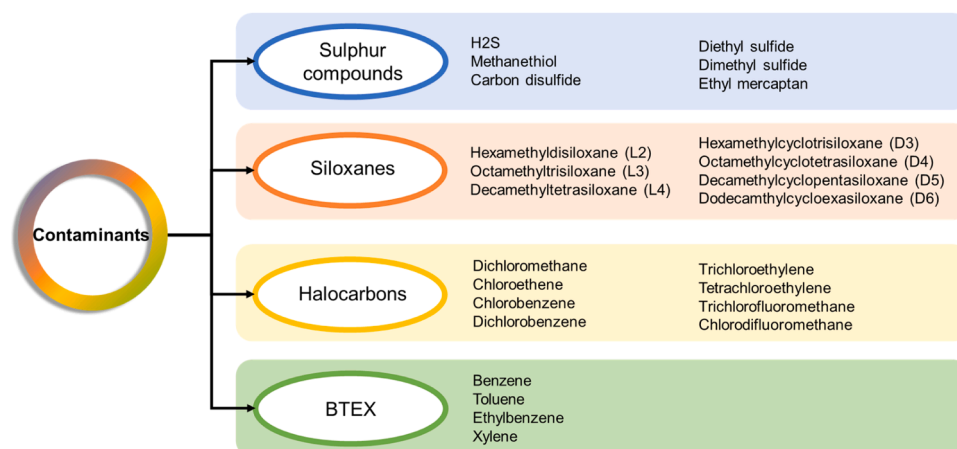 Contaminants
Sulphur
compounds
H2S
Methanethiol
Carbon disulfide
Diethyl sulfide
Dimethyl sulfide
Ethyl mercaptan
Siloxanes
Hexamethyldisiloxane (L2)
Octamethyltrisiloxane (L3)
Decamethyltetrasiloxane (L4)
Hexamethylcyclotrisiloxane (D3)
Octamethylcyclotetrasiloxane (D4)
Decamethylcyclopentasiloxane (D5)
Dodecamthylcycloexasiloxane (D6)
Halocarbons
Dichloromethane
Chloroethene
Chlorobenzene
Dichlorobenzene
Trichloroethylene
Tetrachloroethylene
Trichlorofluoromethane
Chlorodifluoromethane
BTEX
Benzene
Toluene
Ethylbenzene
Xylene